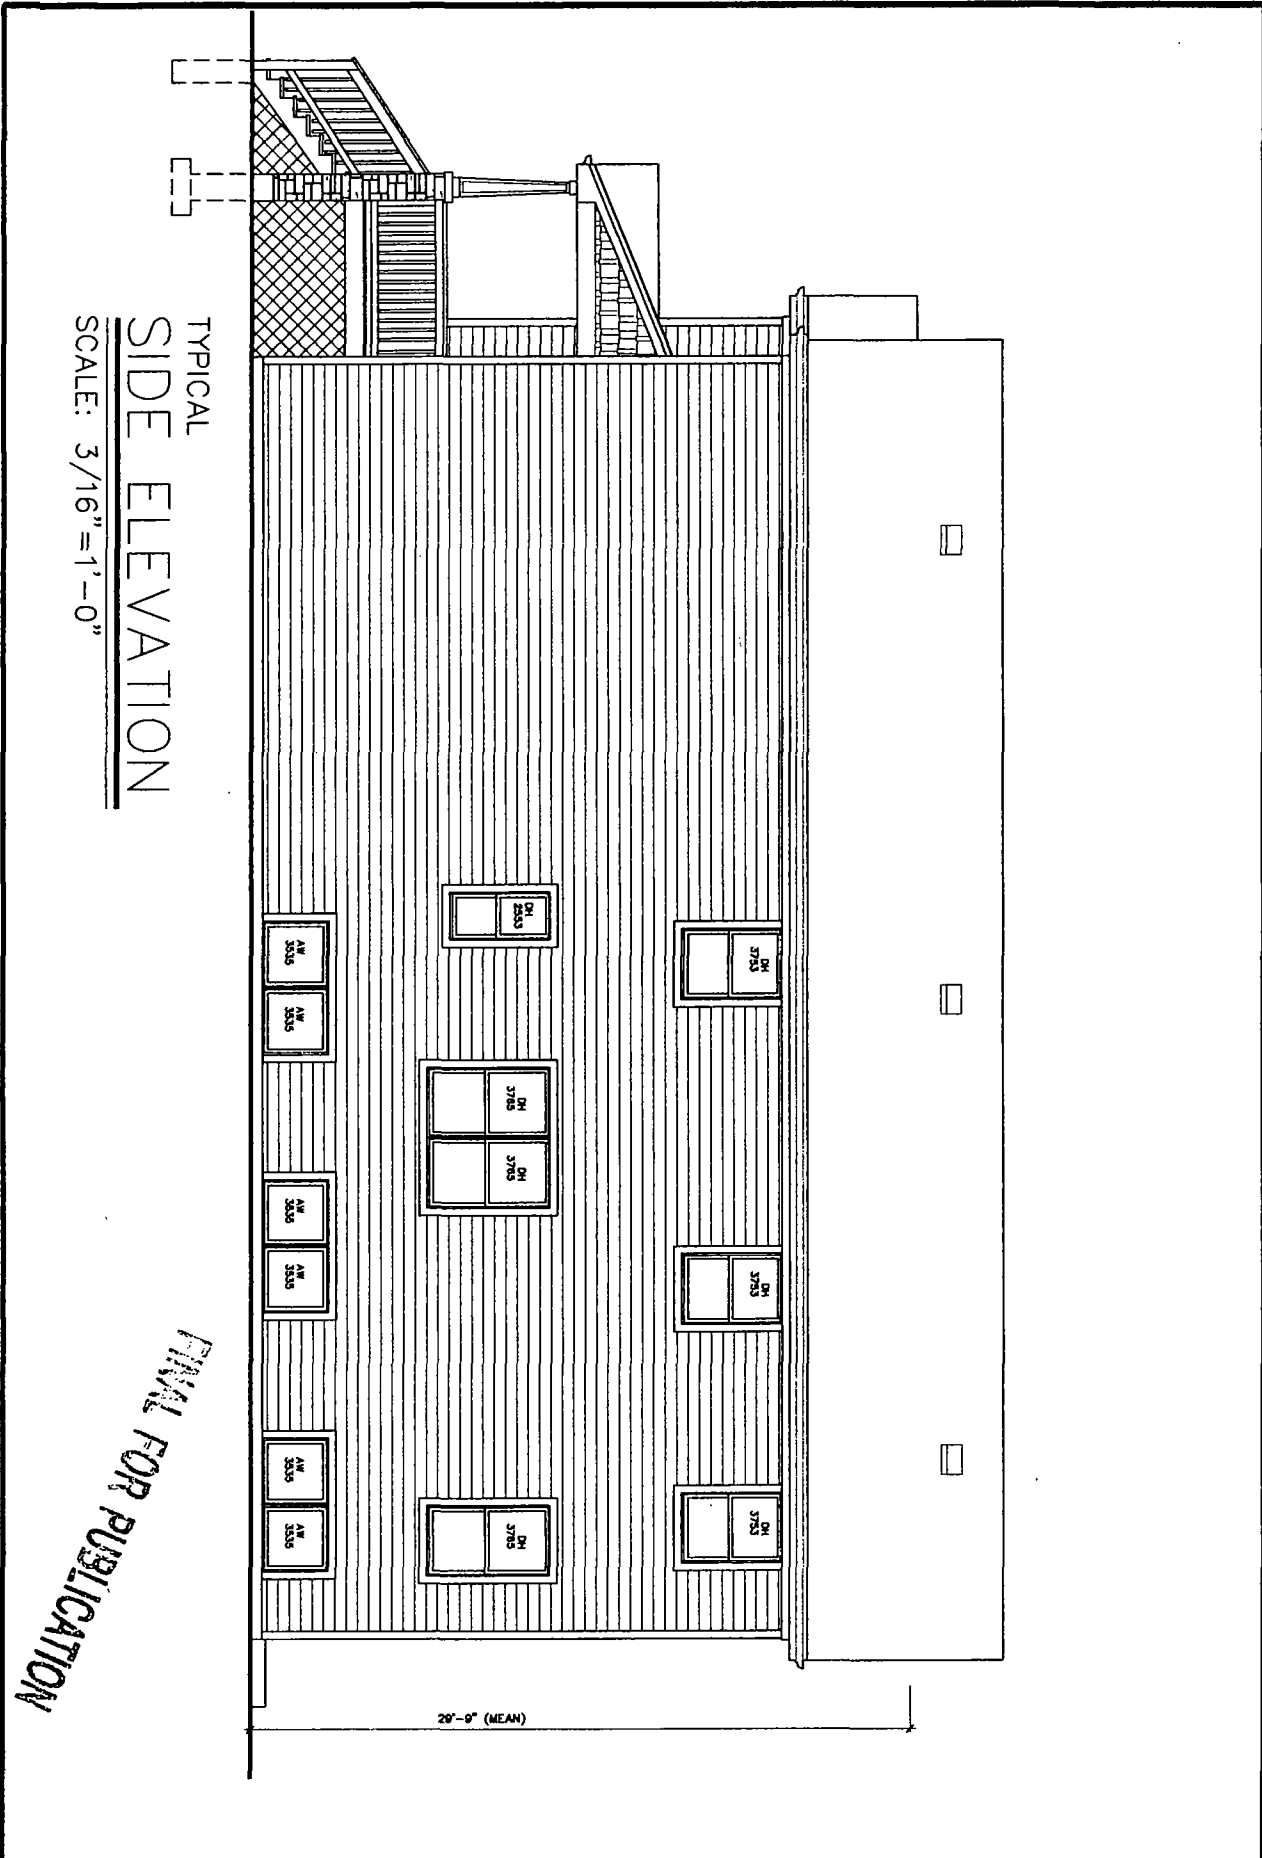 DH
3753
DH
3753
DH
3753
DH
2553
DH
3765
DH
3765
DH
3765
AW
3535
AW
3535
AW
3535
AW
3535
AW
3535
AW
3535
29'-9" (MEAN)
TYPICAL
SIDE ELEVATION
SCALE: 3/16"=1'-0"
FINAL FOR PUBLICATION